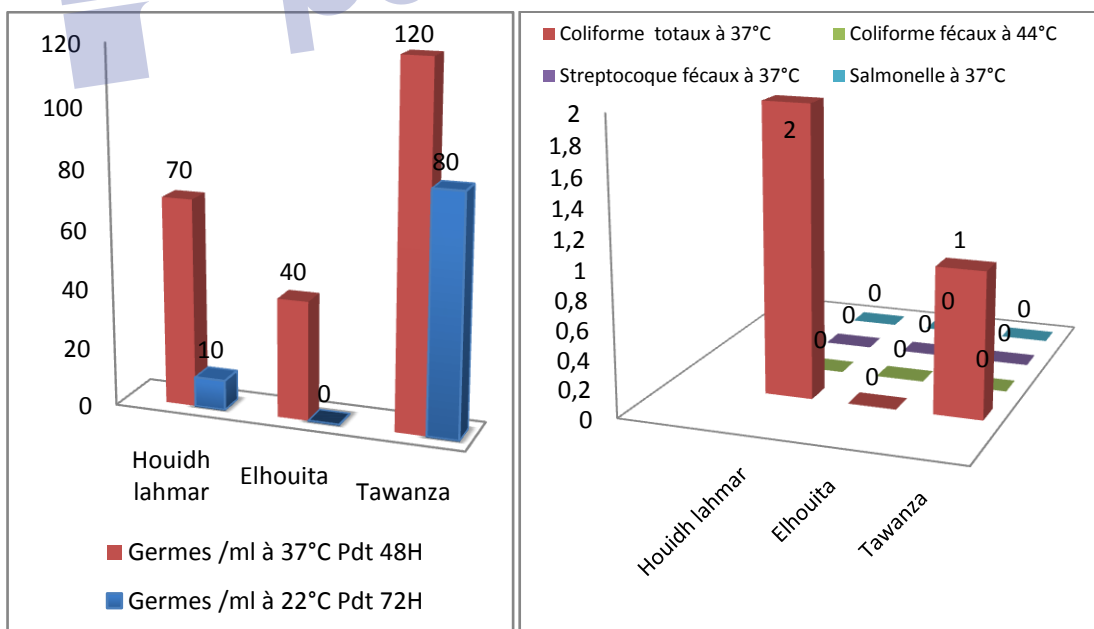 120
100
80
60
40
20
0
70
10
40
0
120
80
Houidh
lahmar
Elhouita
Tawanza
Germes /ml à 37°C Pdt 48H
Germes /ml à 22°C Pdt 72H
Coliforme totaux à 37°C
Coliforme fécaux à 44°C
Streptocoque fécaux à 37°C
Salmonelle à 37°C
2
1,8
1,6
1,4
1,2
1
0,8
0,6
0,4
0,2
0
2
1
0
0
0
0
0
0
0
0
0
0
Houidh lahmar
Elhouita
Tawanza